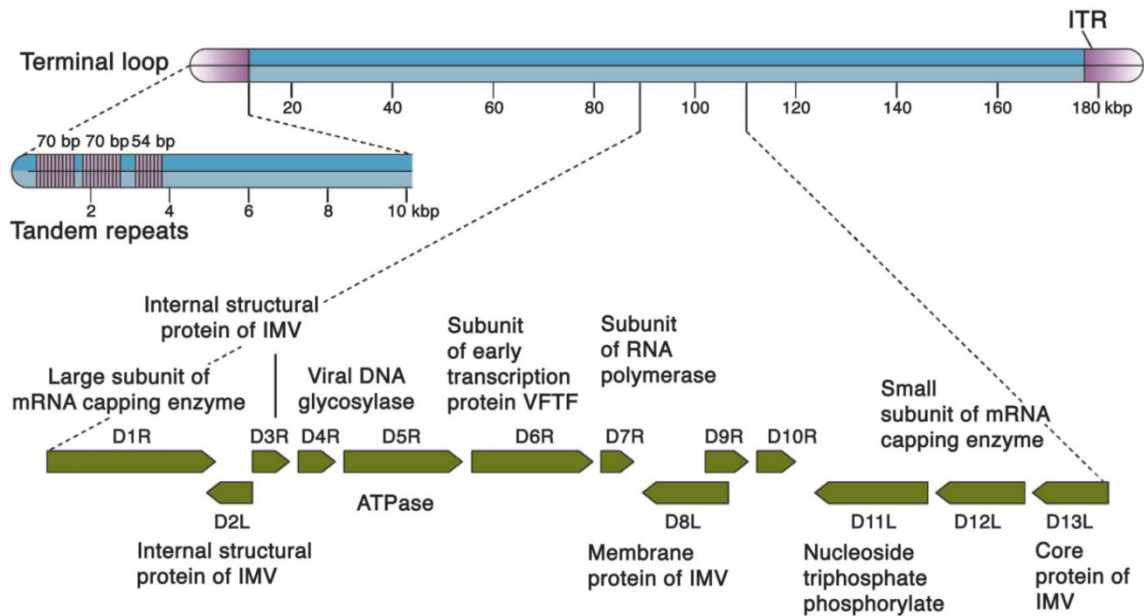 ITR
Terminal loop
20 40 60 80 100 120 140 160 180 kbp
70 bp 70 bp 54 bp
2 4 6 8 10 kbp
Tandem repeats
Internal structural
protein of IMV
Large subunit of
mRNA capping enzyme
Viral DNA
glycosylase
Subunit
of early
transcription
protein VFTF
Subunit
of RNA
polymerase
Small
subunit of mRNA
capping enzyme
D1R D3R D4R D5R D6R D7R D9R D10R
ATPase
D2L D8L D11L D12L D13L
Internal structural
protein of IMV
Membrane
protein of IMV
Nucleoside
triphosphate
phosphorylate
Core
protein of
IMV